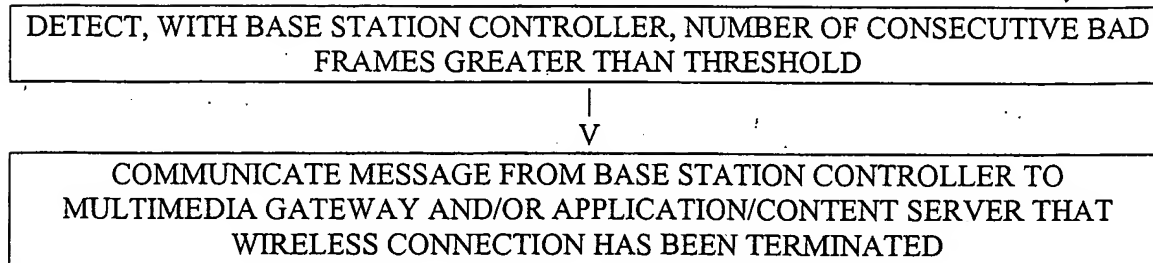 DETECT, WITH BASE STATION CONTROLLER, NUMBER OF CONSECUTIVE BAD
FRAMES GREATER THAN THRESHOLD
|
V
COMMUNICATE MESSAGE FROM BASE STATION CONTROLLER TO
MULTIMEDIA GATEWAY AND/OR APPLICATION/CONTENT SERVER THAT
WIRELESS CONNECTION HAS BEEN TERMINATED